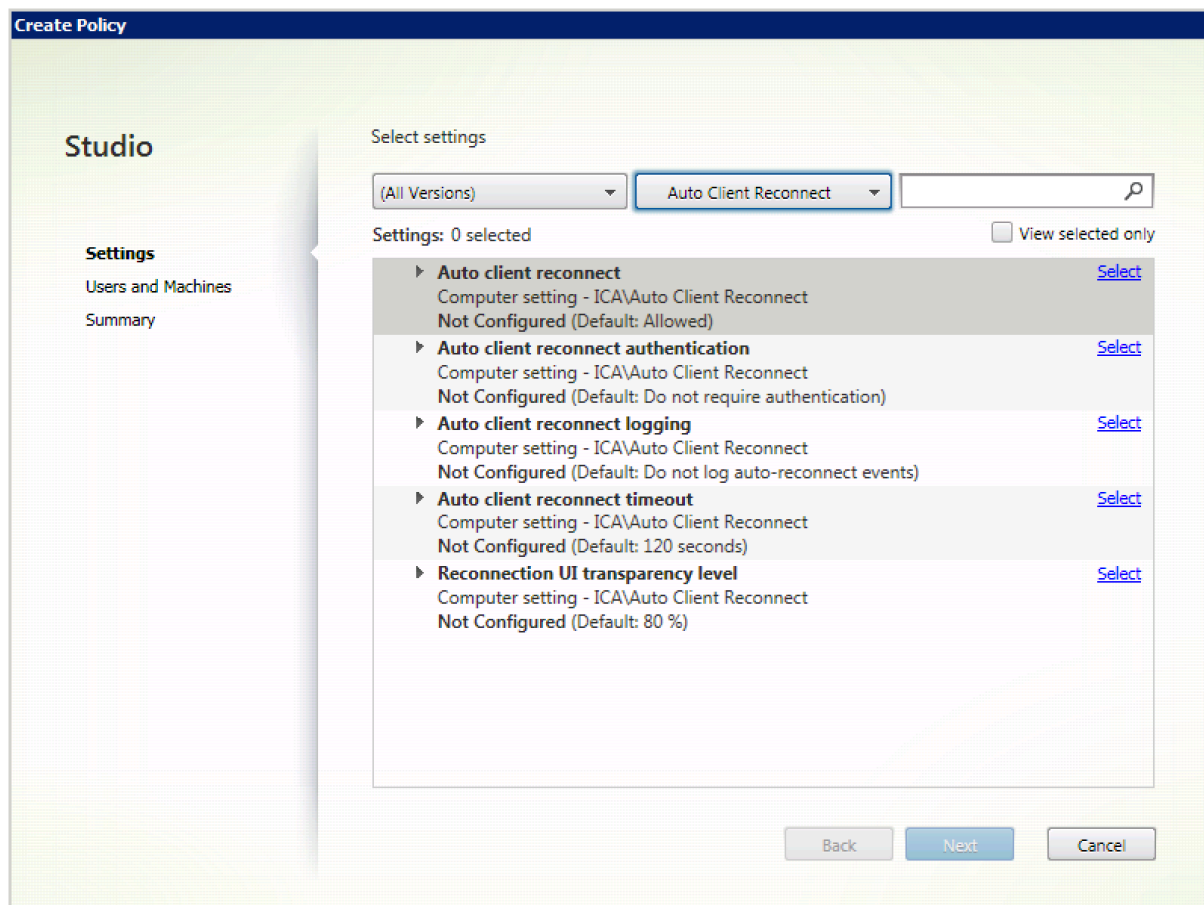 Create Policy
Studio
Settings
Users and Machines
Summary
Select settings
(All Versions)
Auto Client Reconnect
Settings: 0 selected
View selected only
Auto client reconnect
Select
Computer setting - ICA\Auto Client Reconnect
Not Configured (Default: Allowed)
Auto client reconnect authentication
Select
Computer setting - ICA\Auto Client Reconnect
Not Configured (Default: Do not require authentication)
Auto client reconnect logging
Select
Computer setting - ICA\Auto Client Reconnect
Not Configured (Default: Do not log auto-reconnect events)
Auto client reconnect timeout
Select
Computer setting - ICA\Auto Client Reconnect
Not Configured (Default: 120 seconds)
Reconnection UI transparency level
Select
Computer setting - ICA\Auto Client Reconnect
Not Configured (Default: 80 %)
Back
Next
Cancel